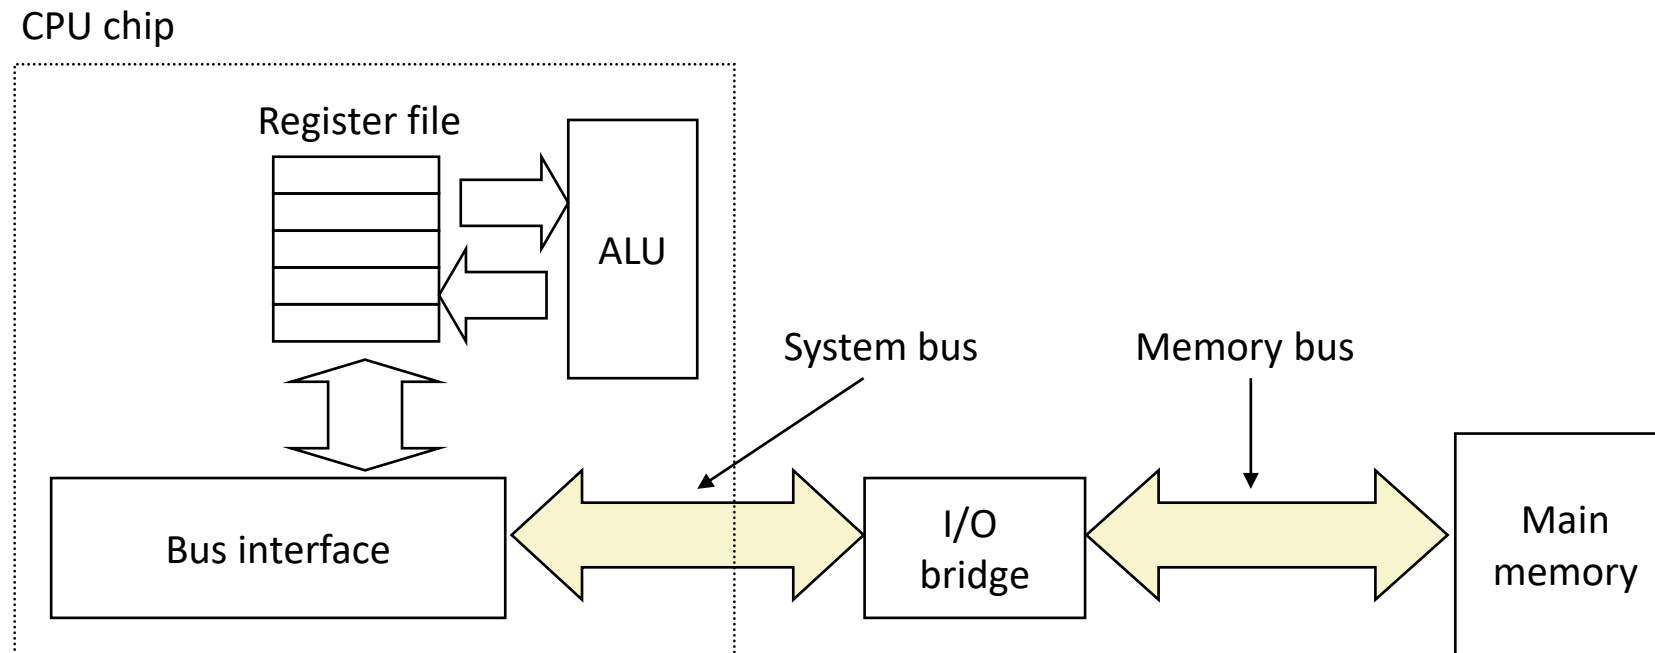 CPU chip
Register file
ALU
System bus
Memory bus
Bus interface
I/O
bridge
Main
memory